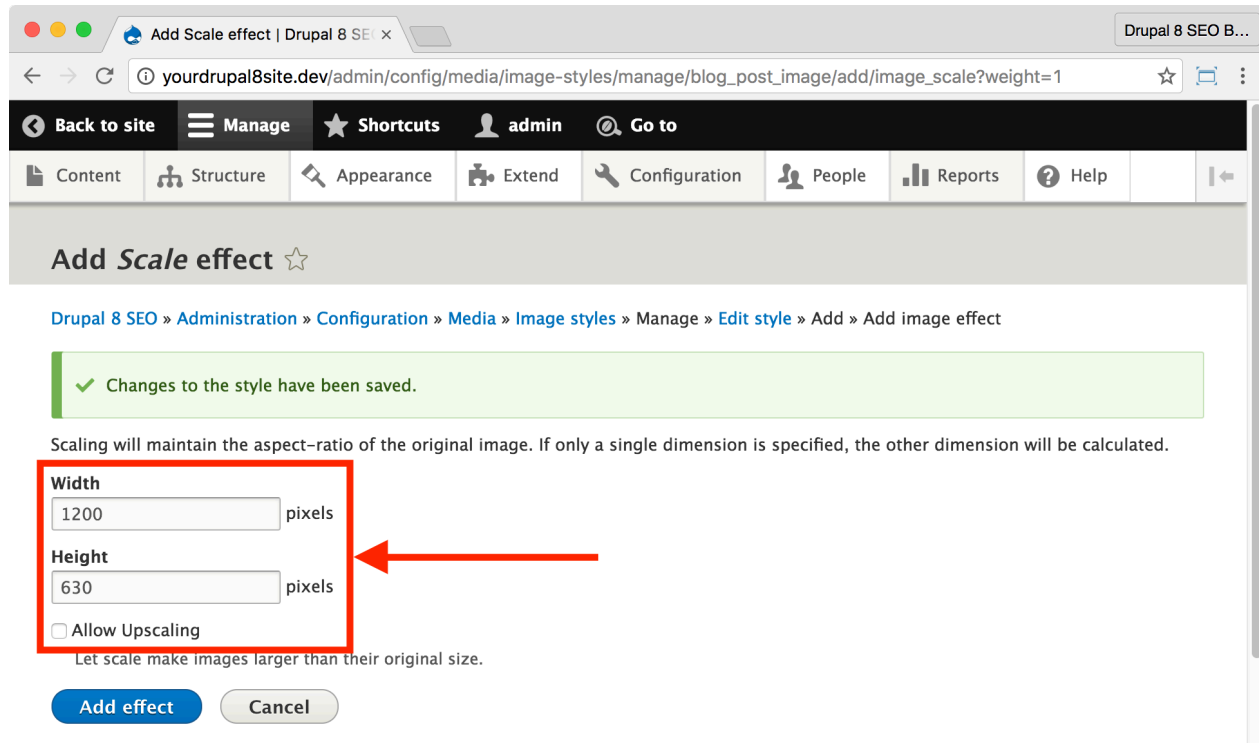 Add Scale effect | Drupal 8 SE
Drupal 8 SEO B...
yourdrupal8site.dev/admin/config/media/image-styles/manage/blog_post_image/add/image_scale?weight=1
Back to site Manage Shortcuts admin Go to
Content Structure Appearance Extend Configuration People Reports Help
Add Scale effect
Drupal 8 SEO » Administration » Configuration » Media » Image styles » Manage » Edit style » Add » Add image effect
Changes to the style have been saved.
Scaling will maintain the aspect-ratio of the original image. If only a single dimension is specified, the other dimension will be calculated.
Width
1200 pixels
Height
630 pixels
Allow Upscaling
Let scale make images larger than their original size.
Add effect Cancel